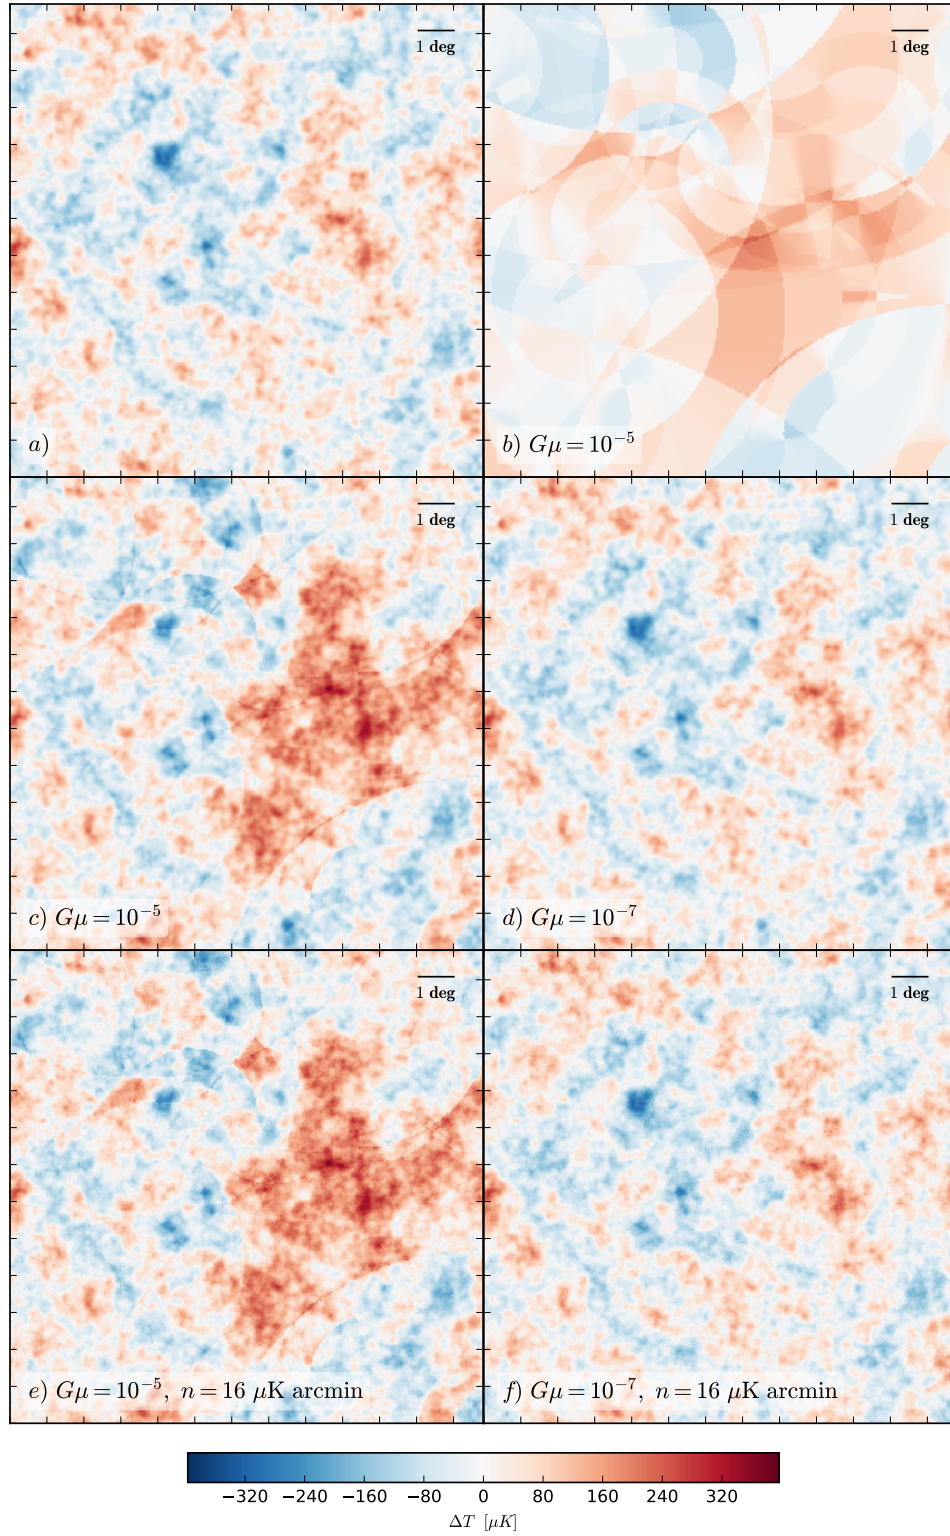 1 deg
1 deg
a)
b) Gμ = 10⁻⁵
1 deg
1 deg
c) Gμ = 10⁻⁵
d) Gμ = 10⁻⁷
1 deg
1 deg
e) Gμ = 10⁻⁵, n = 16 μK arcmin
f) Gμ = 10⁻⁷, n = 16 μK arcmin
−320 −240 −160 −80 0 80 160 240 320
ΔT [μK]